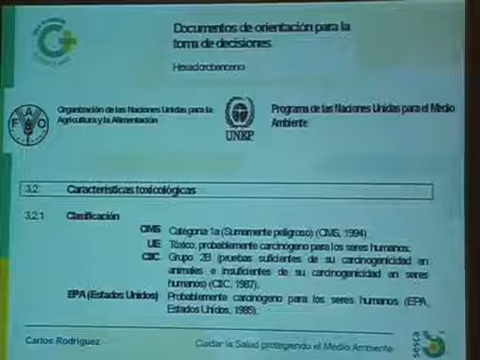 Documentos de orientación para la
toma de decisiones
Hexaclorobenceno
FAO
Organización de las Naciones Unidas para la
Agricultura y la Alimentación
UNEP
Programa de las Naciones Unidas para el Medio
Ambiente
3.2 Características toxicológicas
3.2.1 Clasificación
OMS Categoría 1a (Sumamente peligroso) (OMS, 1994)
UE Tóxico, probablemente carcinógeno para los seres humanos;
CIIC Grupo 2B (pruebas suficientes de su carcinogenicidad en
animales e insuficientes de su carcinogenicidad en seres
humanos) (CIIC, 1987).
EPA (Estados Unidos) Probablemente carcinógeno para los seres humanos (EPA,
Estados Unidos, 1985).
Carlos Rodríguez
Cuidar la Salud protegiendo el Medio Ambiente
sesca